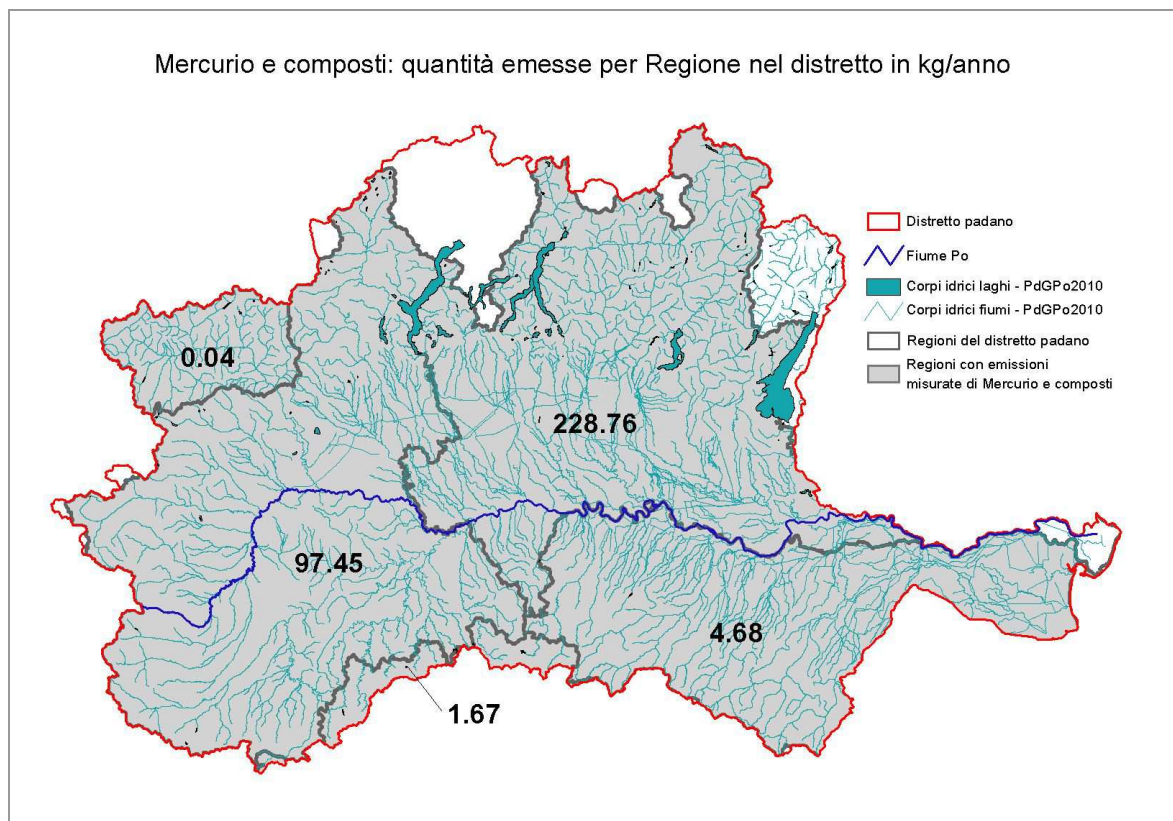 Mercurio e composti: quantità emesse per Regione nel distretto in kg/anno
Distretto padano
Fiume Po
Corpi idrici laghi - PdGPo2010
Corpi idrici fiumi - PdGPo2010
Regioni del distretto padano
Regioni con emissioni
misurate di Mercurio e composti
0.04
228.76
97.45
4.68
1.67